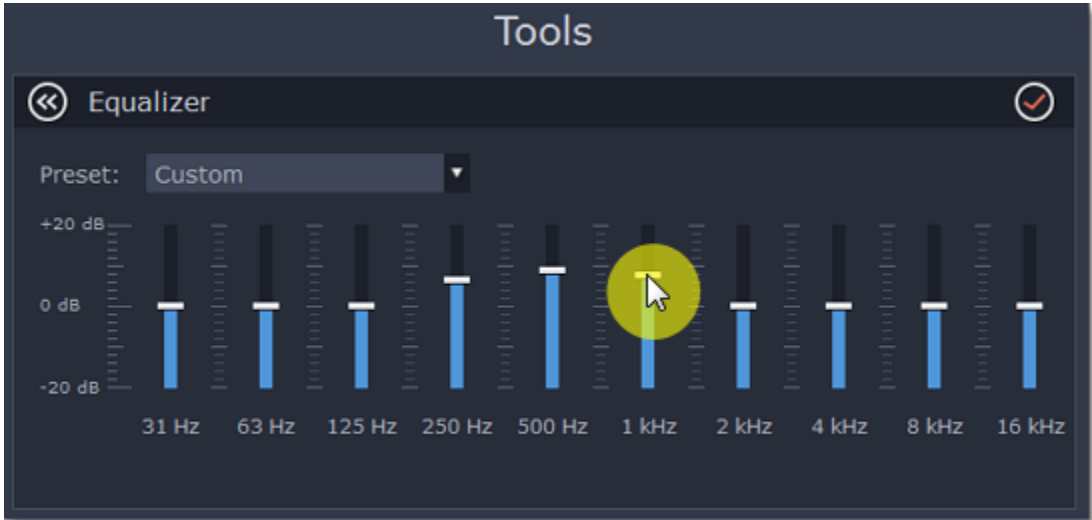 Tools
Equalizer
Preset: Custom
+20 dB
0 dB
-20 dB
31 Hz 63 Hz 125 Hz 250 Hz 500 Hz 1 kHz 2 kHz 4 kHz 8 kHz 16 kHz